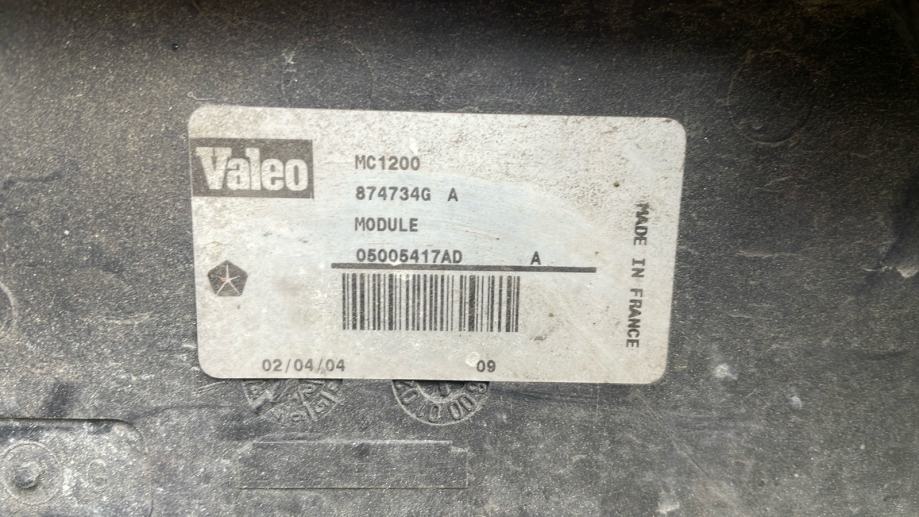 Valeo
MC1200
874734G A
MODULE
05005417AD A
02/04/04 09
MADE IN FRANCE